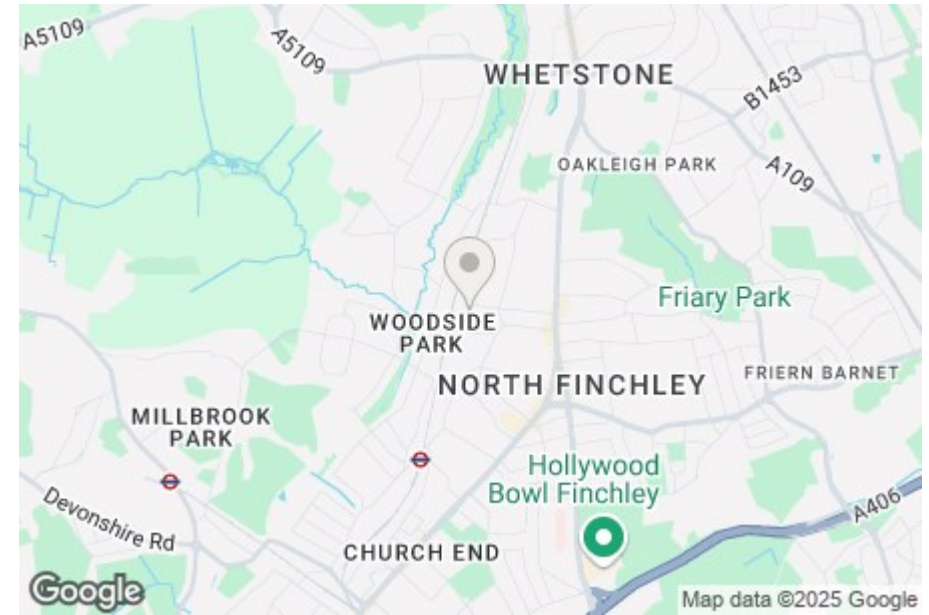 A5109
A5109
WHETSTONE
B1453
OAKLEIGH PARK
A109
Friary Park
WOODSIDE
PARK
NORTH FINCHLEY
FRIERN BARNET
MILLBROOK
PARK
Hollywood
Bowl Finchley
A406
Devonshire Rd
CHURCH END
Google
Map data ©2025 Google